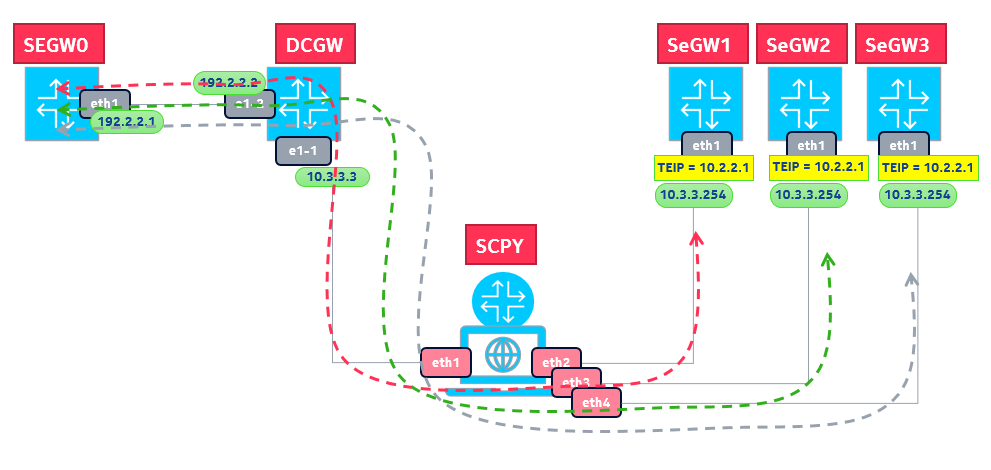 SEGW0
DCGW
SeGW1
SeGW2
SeGW3
192.2.2.2
eth1
e1-3
192.2.2.1
e1-1
10.3.3.3
eth1
eth1
eth1
TEIP = 10.2.2.1
TEIP = 10.2.2.1
TEIP = 10.2.2.1
10.3.3.254
10.3.3.254
10.3.3.254
SCPY
eth1
eth2
eth3
eth4